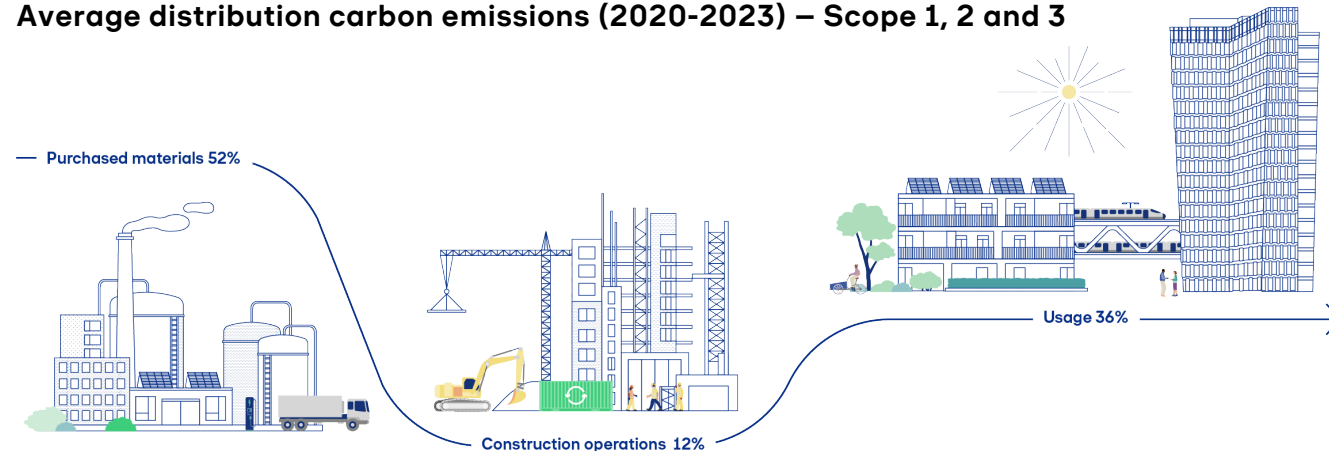 Average distribution carbon emissions (2020-2023) – Scope 1, 2 and 3
Purchased materials 52%
Construction operations 12%
Usage 36%